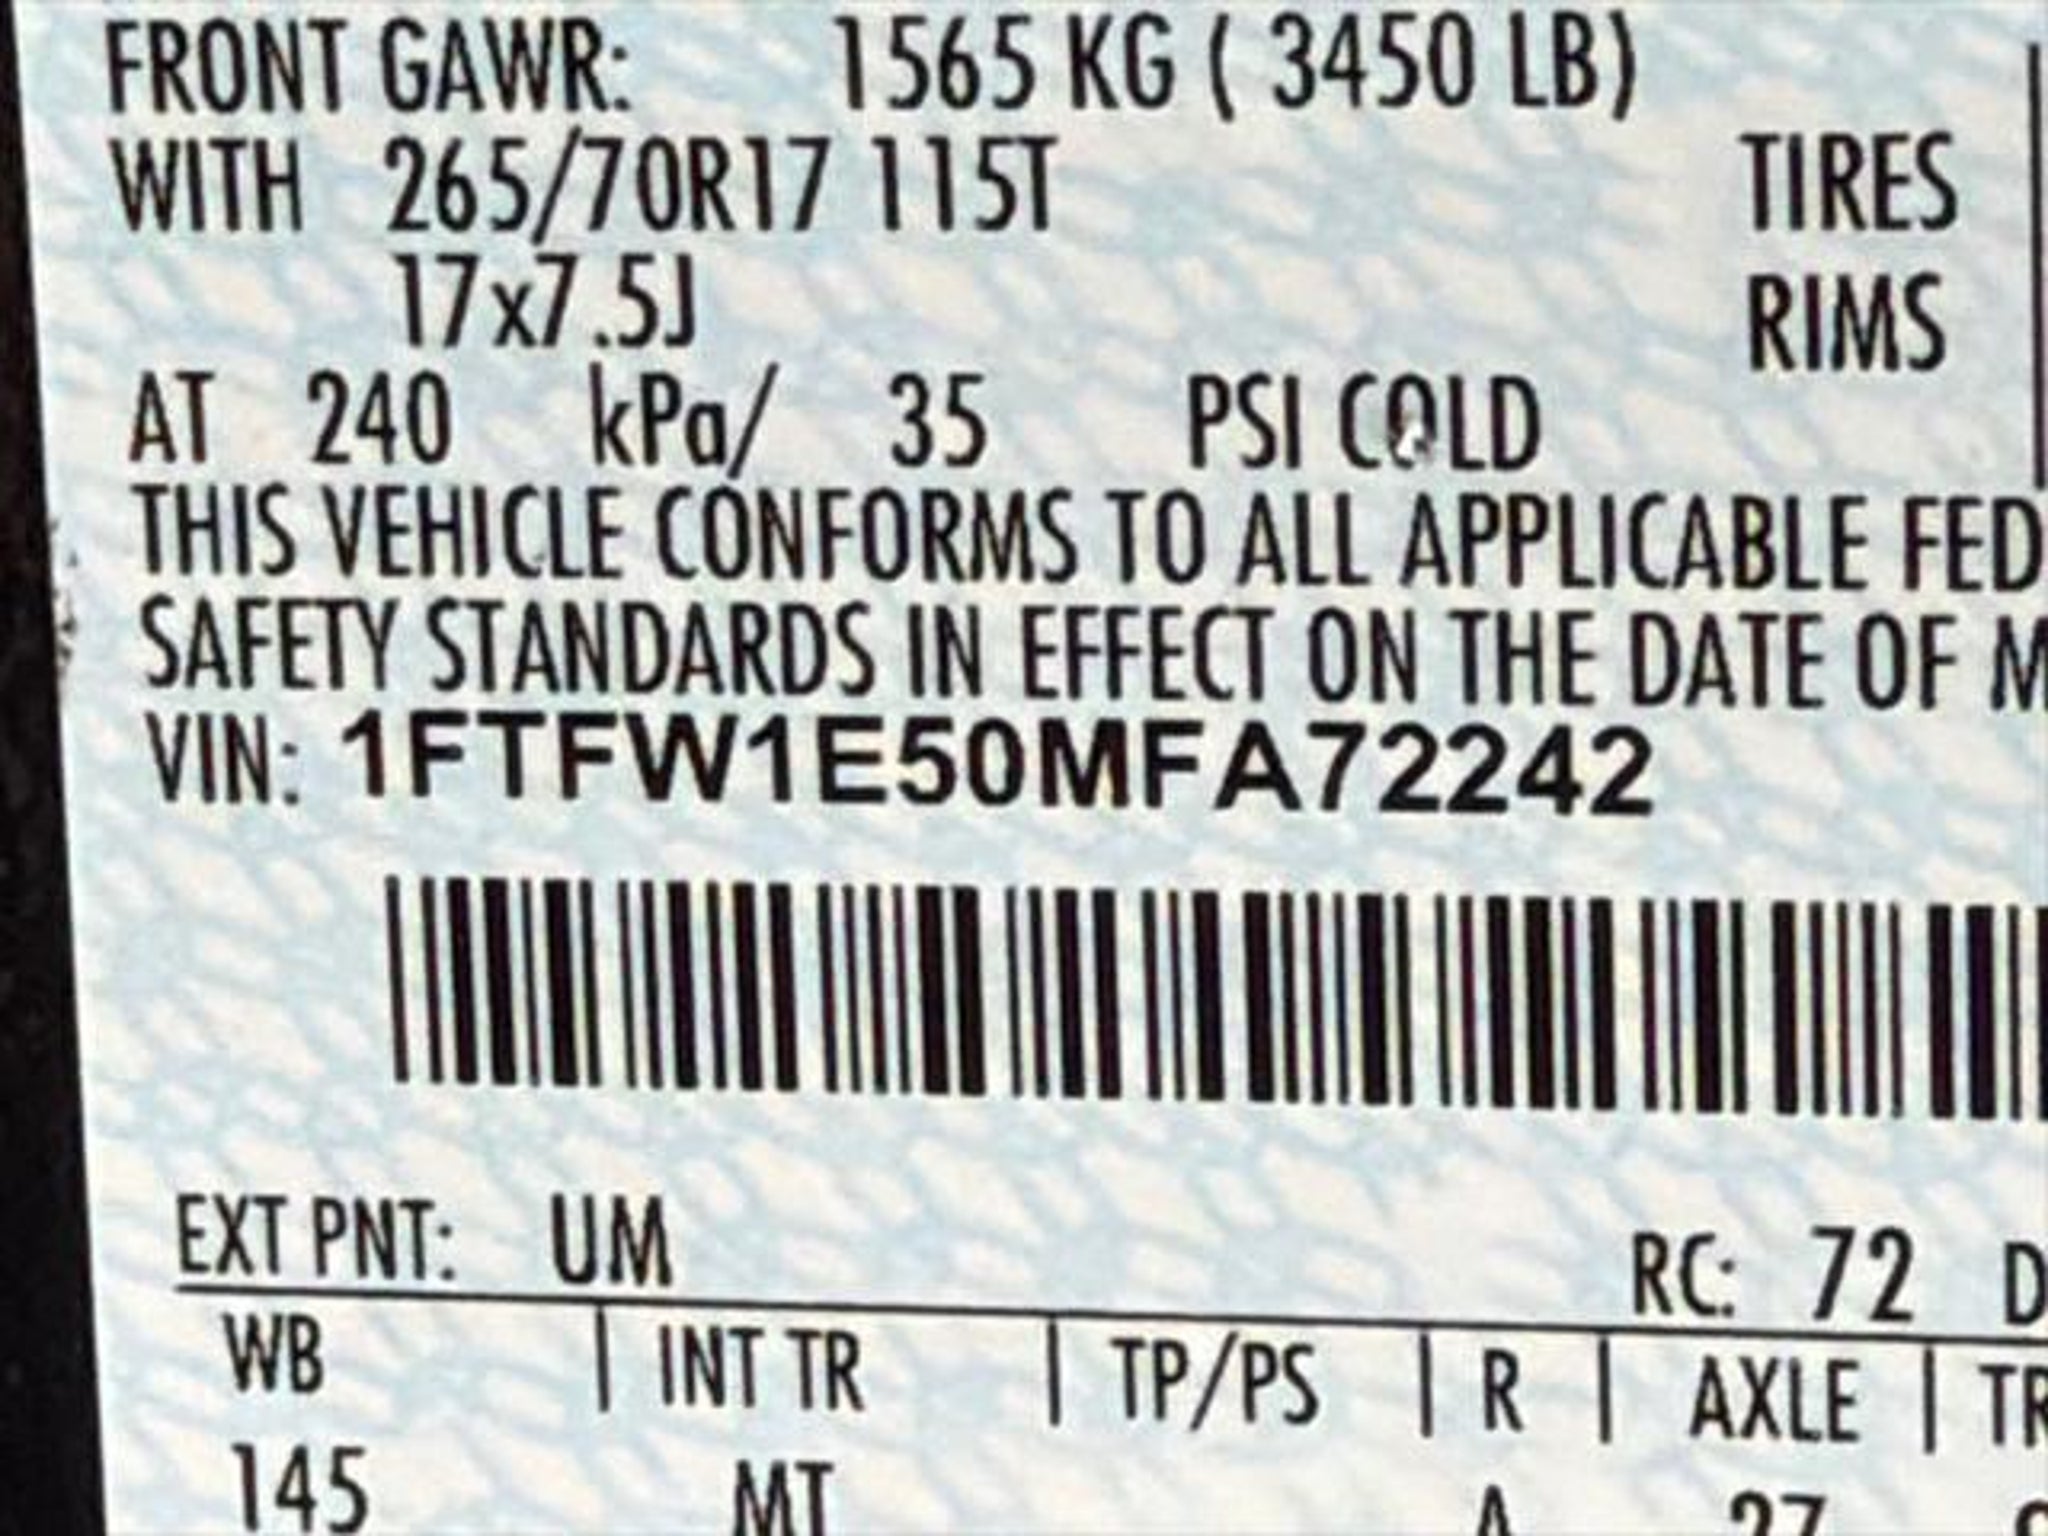 FRONT GAWR: 1565 KG ( 3450 LB)
WITH 265/70R17 115T TIRES
17x7.5J RIMS
AT 240 kPa/ 35 PSI COLD
THIS VEHICLE CONFORMS TO ALL APPLICABLE FED
SAFETY STANDARDS IN EFFECT ON THE DATE OF M
VIN: 1FTFW1E50MFA72242
EXT PNT: UM RC: 72 D
WB | INT TR | TP/PS | R | AXLE | TR
145 MT A 27